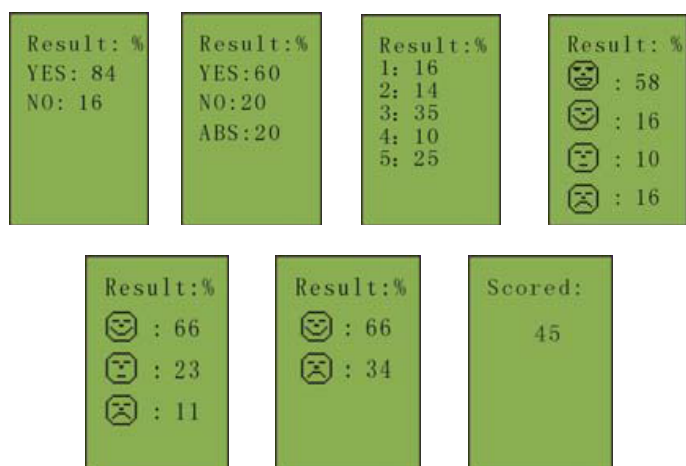 Result: %
YES: 84
NO: 16
Result:%
YES:60
NO:20
ABS:20
Result:%
1: 16
2: 14
3: 35
4: 10
5: 25
Result: %
: 58
: 16
: 10
: 16
Result:%
: 66
: 23
: 11
Result:%
: 66
: 34
Scored:
45